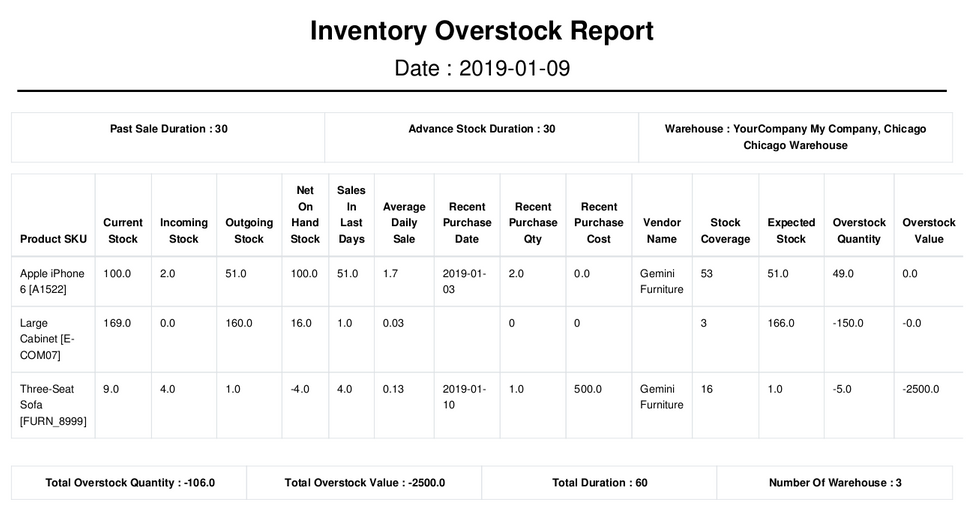 Inventory Overstock Report
Date : 2019-01-09
Past Sale Duration : 30
Advance Stock Duration : 30
Warehouse : YourCompany My Company, Chicago
Chicago Warehouse
Product SKU
Current
Stock
Incoming
Stock
Outgoing
Stock
Net
On
Hand
Stock
Sales
In
Last
Days
Average
Daily
Sale
Recent
Purchase
Date
Recent
Purchase
Qty
Recent
Purchase
Cost
Vendor
Name
Stock
Coverage
Expected
Stock
Overstock
Quantity
Overstock
Value
Apple iPhone
6 [A1522]
100.0
2.0
51.0
100.0
51.0
1.7
2019-01-
03
2.0
0.0
Gemini
Furniture
53
51.0
49.0
0.0
Large
Cabinet [E-
COM07]
169.0
0.0
160.0
16.0
1.0
0.03
0
0
3
166.0
-150.0
-0.0
Three-Seat
Sofa
[FURN_8999]
9.0
4.0
1.0
-4.0
4.0
0.13
2019-01-
10
1.0
500.0
Gemini
Furniture
16
1.0
-5.0
-2500.0
Total Overstock Quantity : -106.0
Total Overstock Value : -2500.0
Total Duration : 60
Number Of Warehouse : 3